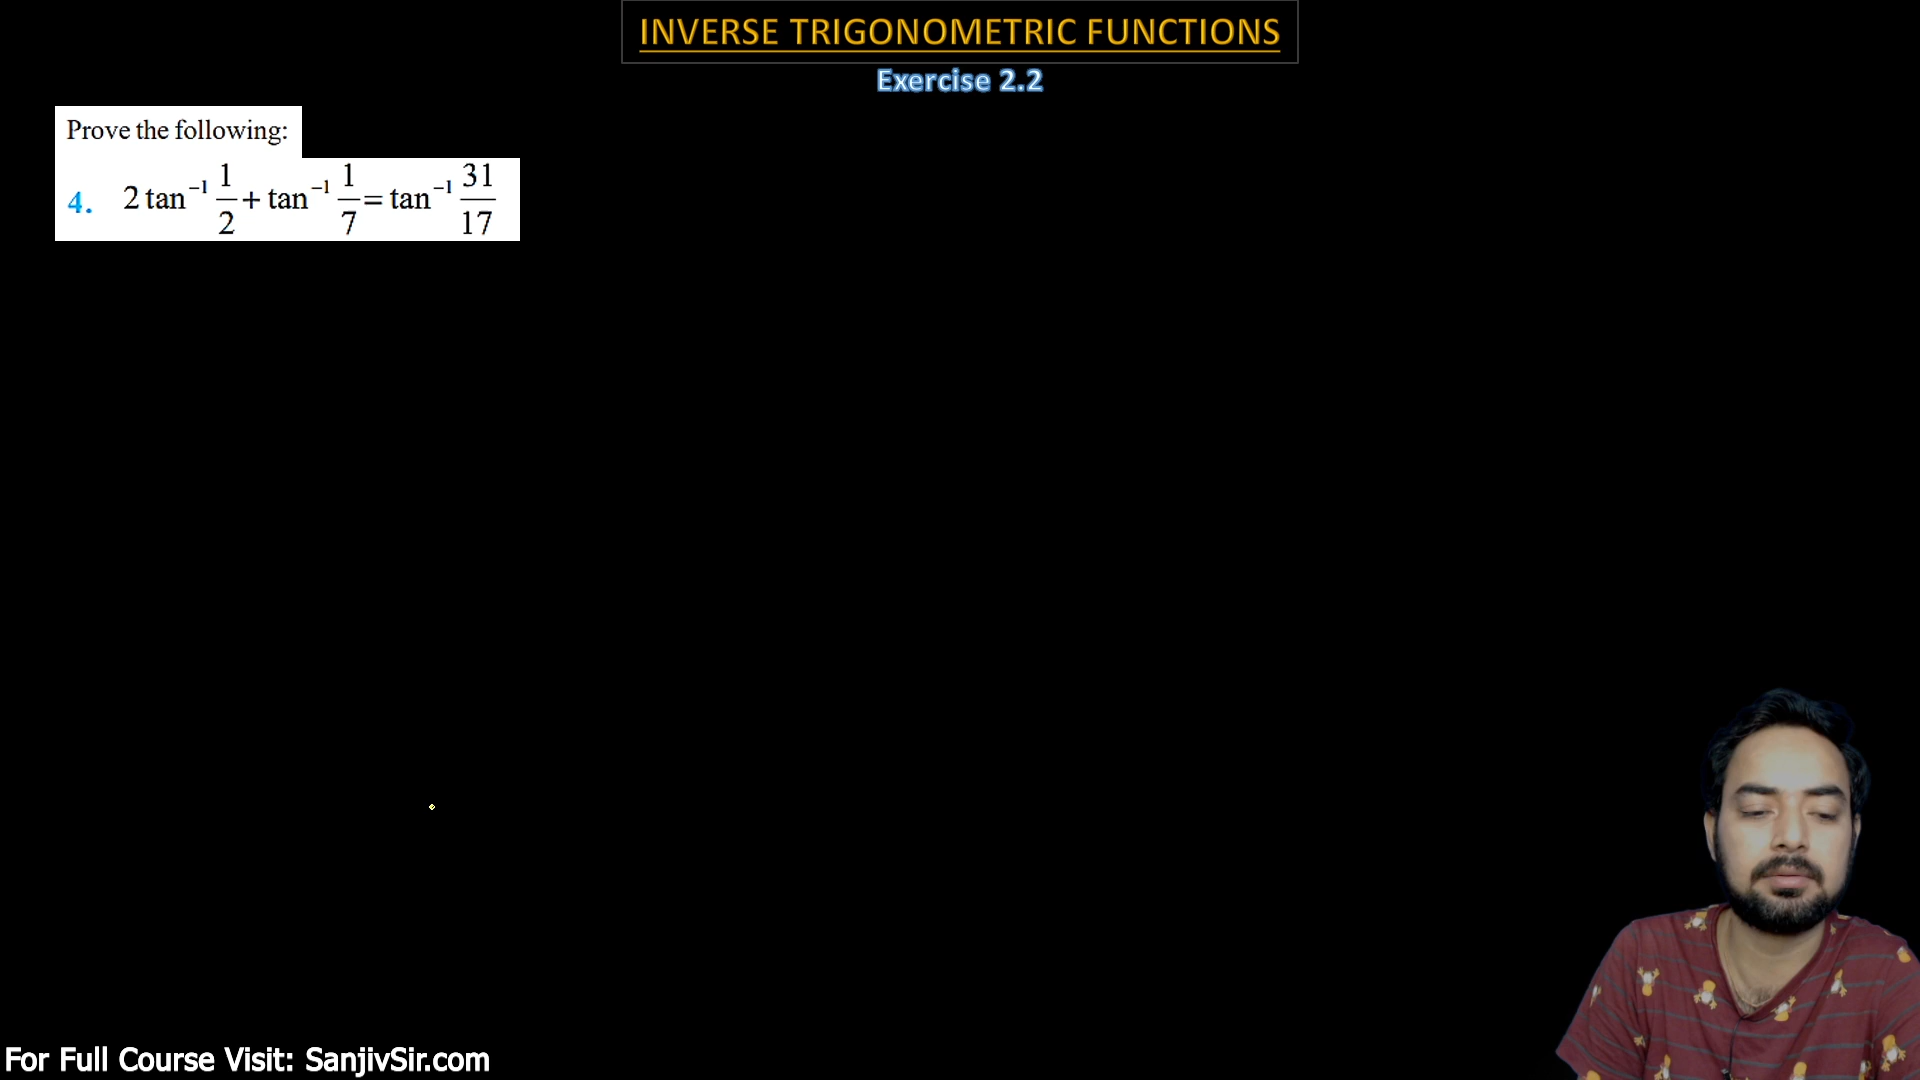 INVERSE TRIGONOMETRIC FUNCTIONS
Exercise 2.2
Prove the following:
4. 2 tan⁻¹ 1/2 + tan⁻¹ 1/7 = tan⁻¹ 31/17
For Full Course Visit: SanjivSir.com